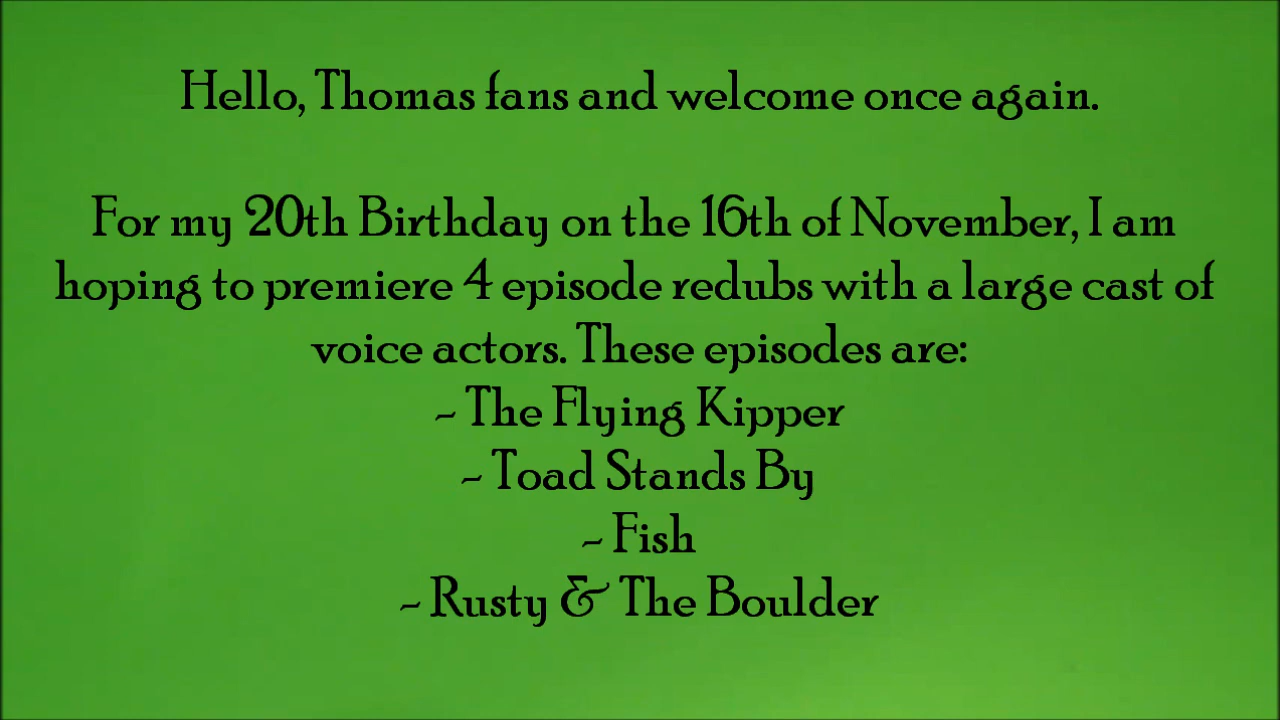 Hello, Thomas fans and welcome once again.
For my 20th Birthday on the 16th of November, I am
hoping to premiere 4 episode redubs with a large cast of
voice actors. These episodes are:
- The Flying Kipper
- Toad Stands By
- Fish
- Rusty & The Boulder